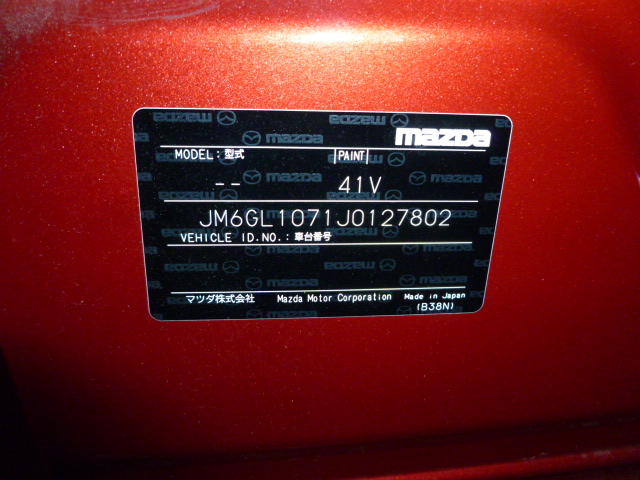 mazda
MODEL : 型式 PAINT
-- 41V
JM6GL1071J0127802
VEHICLE ID.NO. : 車台番号
マツダ株式会社 Mazda Motor Corporation Made in Japan
(B38N)